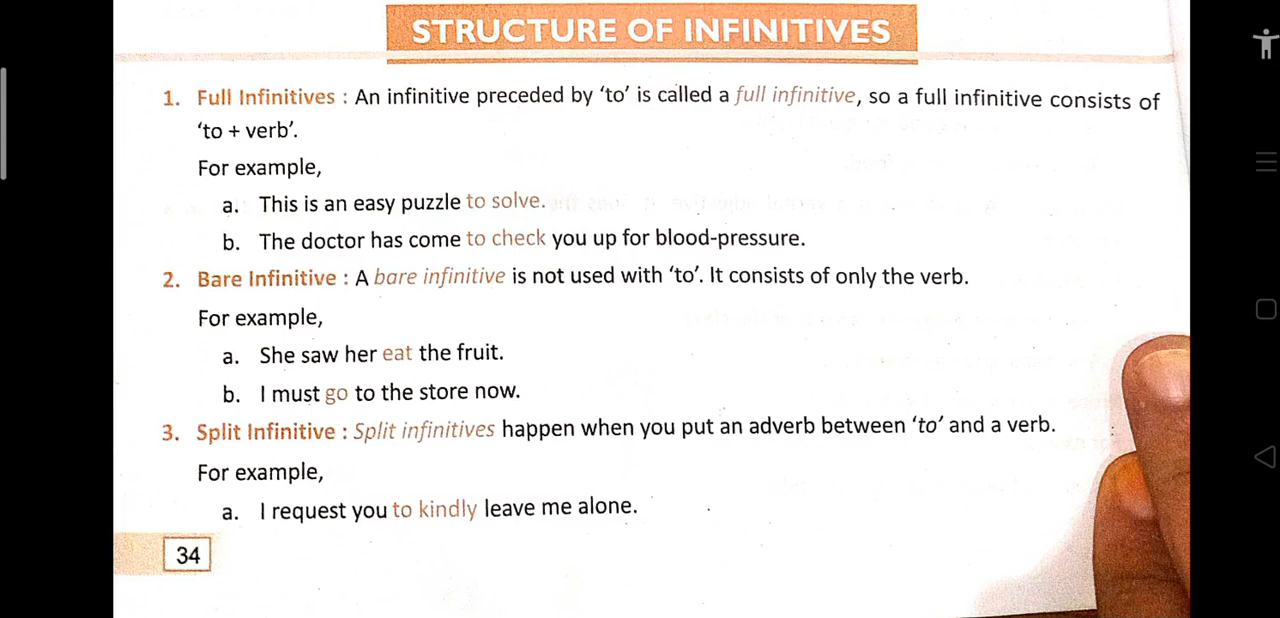 STRUCTURE OF INFINITIVES
1. Full Infinitives : An infinitive preceded by ‘to’ is called a full infinitive, so a full infinitive consists of
‘to + verb’.
For example,
a. This is an easy puzzle to solve.
b. The doctor has come to check you up for blood-pressure.
2. Bare Infinitive : A bare infinitive is not used with ‘to’. It consists of only the verb.
For example,
a. She saw her eat the fruit.
b. I must go to the store now.
3. Split Infinitive : Split infinitives happen when you put an adverb between ‘to’ and a verb.
For example,
a. I request you to kindly leave me alone.
34